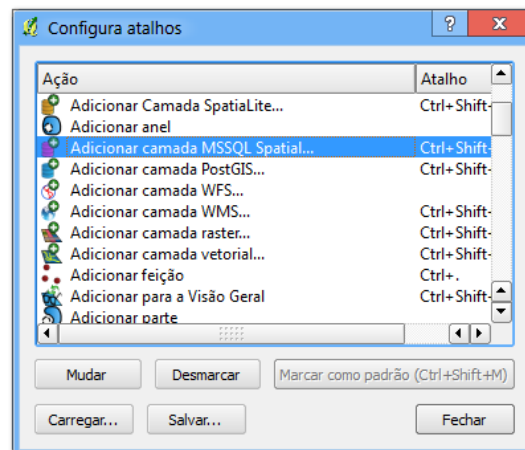 Configura atalhos
Ação Atalho
Adicionar Camada SpatiaLite... Ctrl+Shift-
Adicionar anel
Adicionar camada MSSQL Spatial... Ctrl+Shift-
Adicionar camada PostGIS... Ctrl+Shift-
Adicionar camada WFS...
Adicionar camada WMS... Ctrl+Shift-
Adicionar camada raster... Ctrl+Shift-
Adicionar camada vetorial... Ctrl+Shift-
Adicionar feição Ctrl+.
Adicionar para a Visão Geral Ctrl+Shift-
Adicionar parte
Mudar Desmarcar Marcar como padrão (Ctrl+Shift+M)
Carregar... Salvar... Fechar